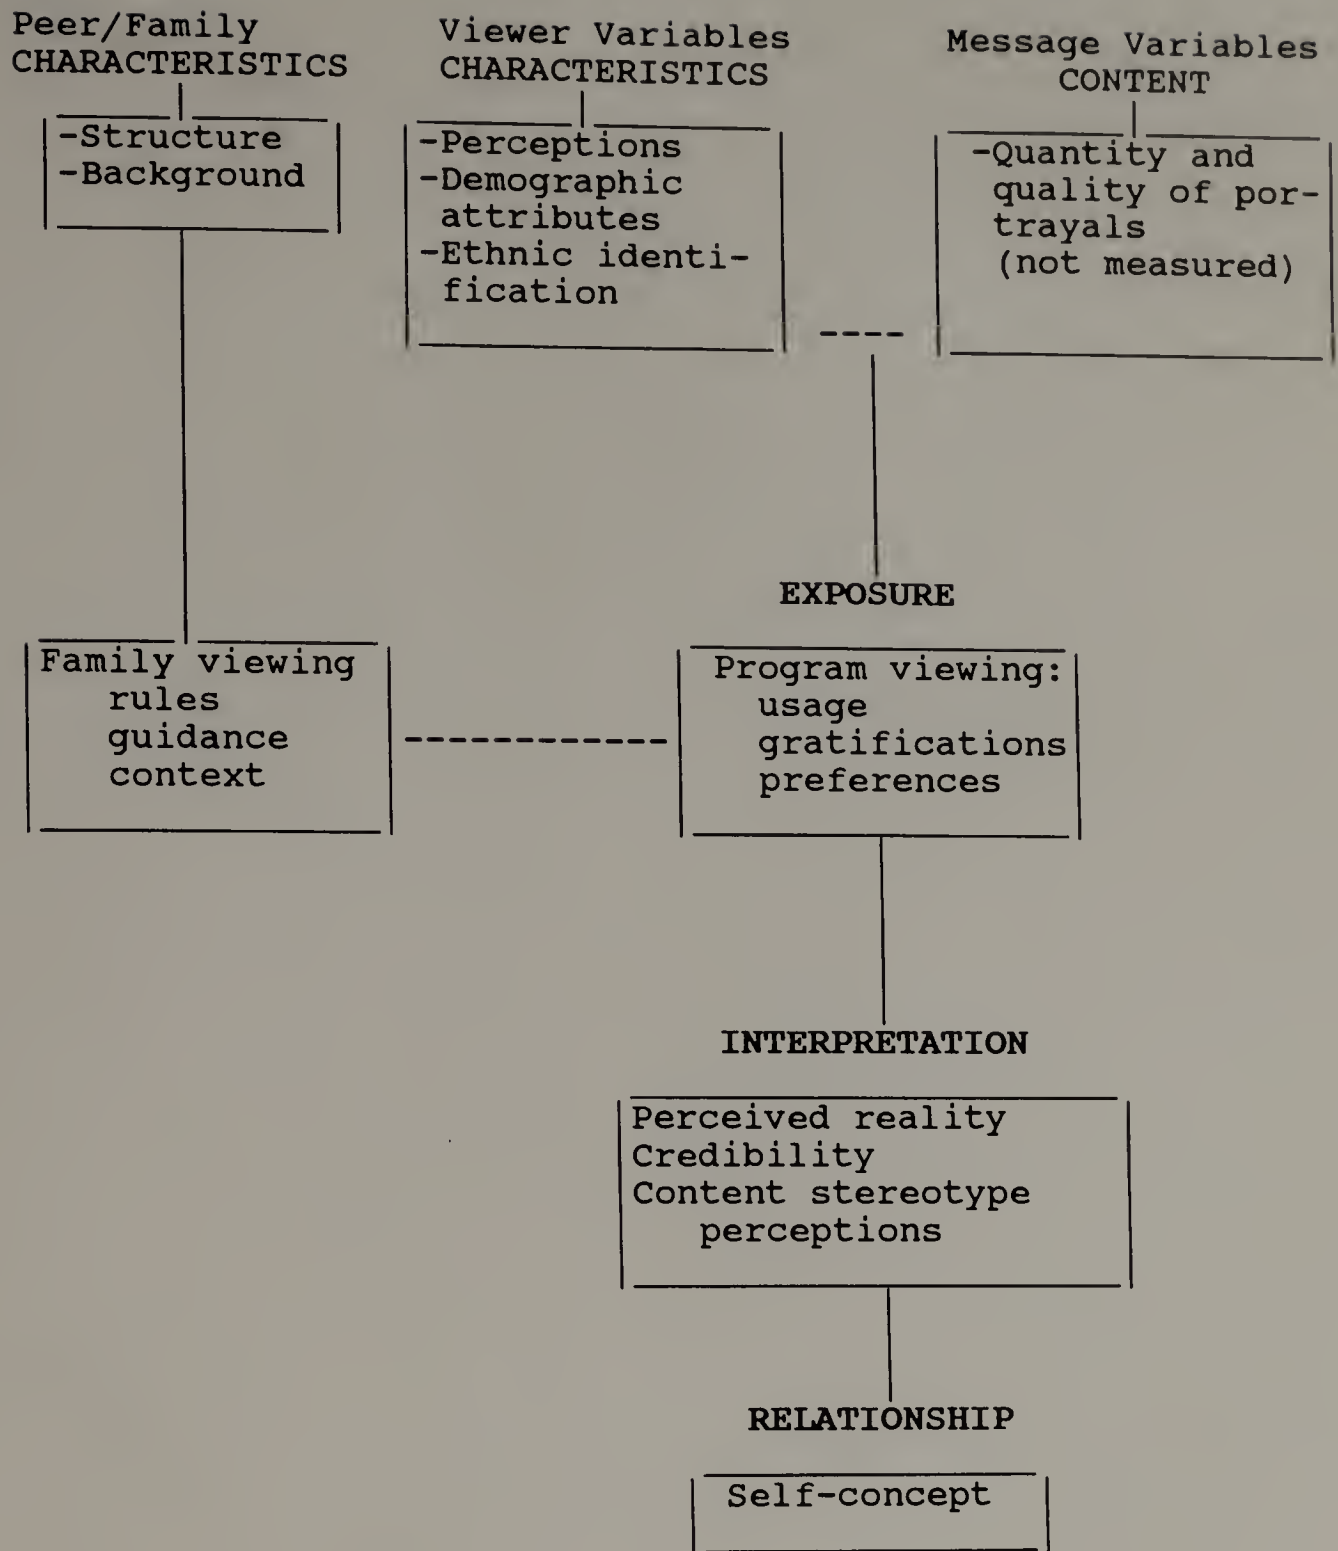 Peer/Family
CHARACTERISTICS
-Structure
-Background
Viewer Variables
CHARACTERISTICS
-Perceptions
-Demographic
attributes
-Ethnic identi-
fication
Message Variables
CONTENT
-Quantity and
quality of por-
trayals
(not measured)
----
EXPOSURE
Family viewing
rules
guidance
context
------------
Program viewing:
usage
gratifications
preferences
INTERPRETATION
Perceived reality
Credibility
Content stereotype
perceptions
RELATIONSHIP
Self-concept